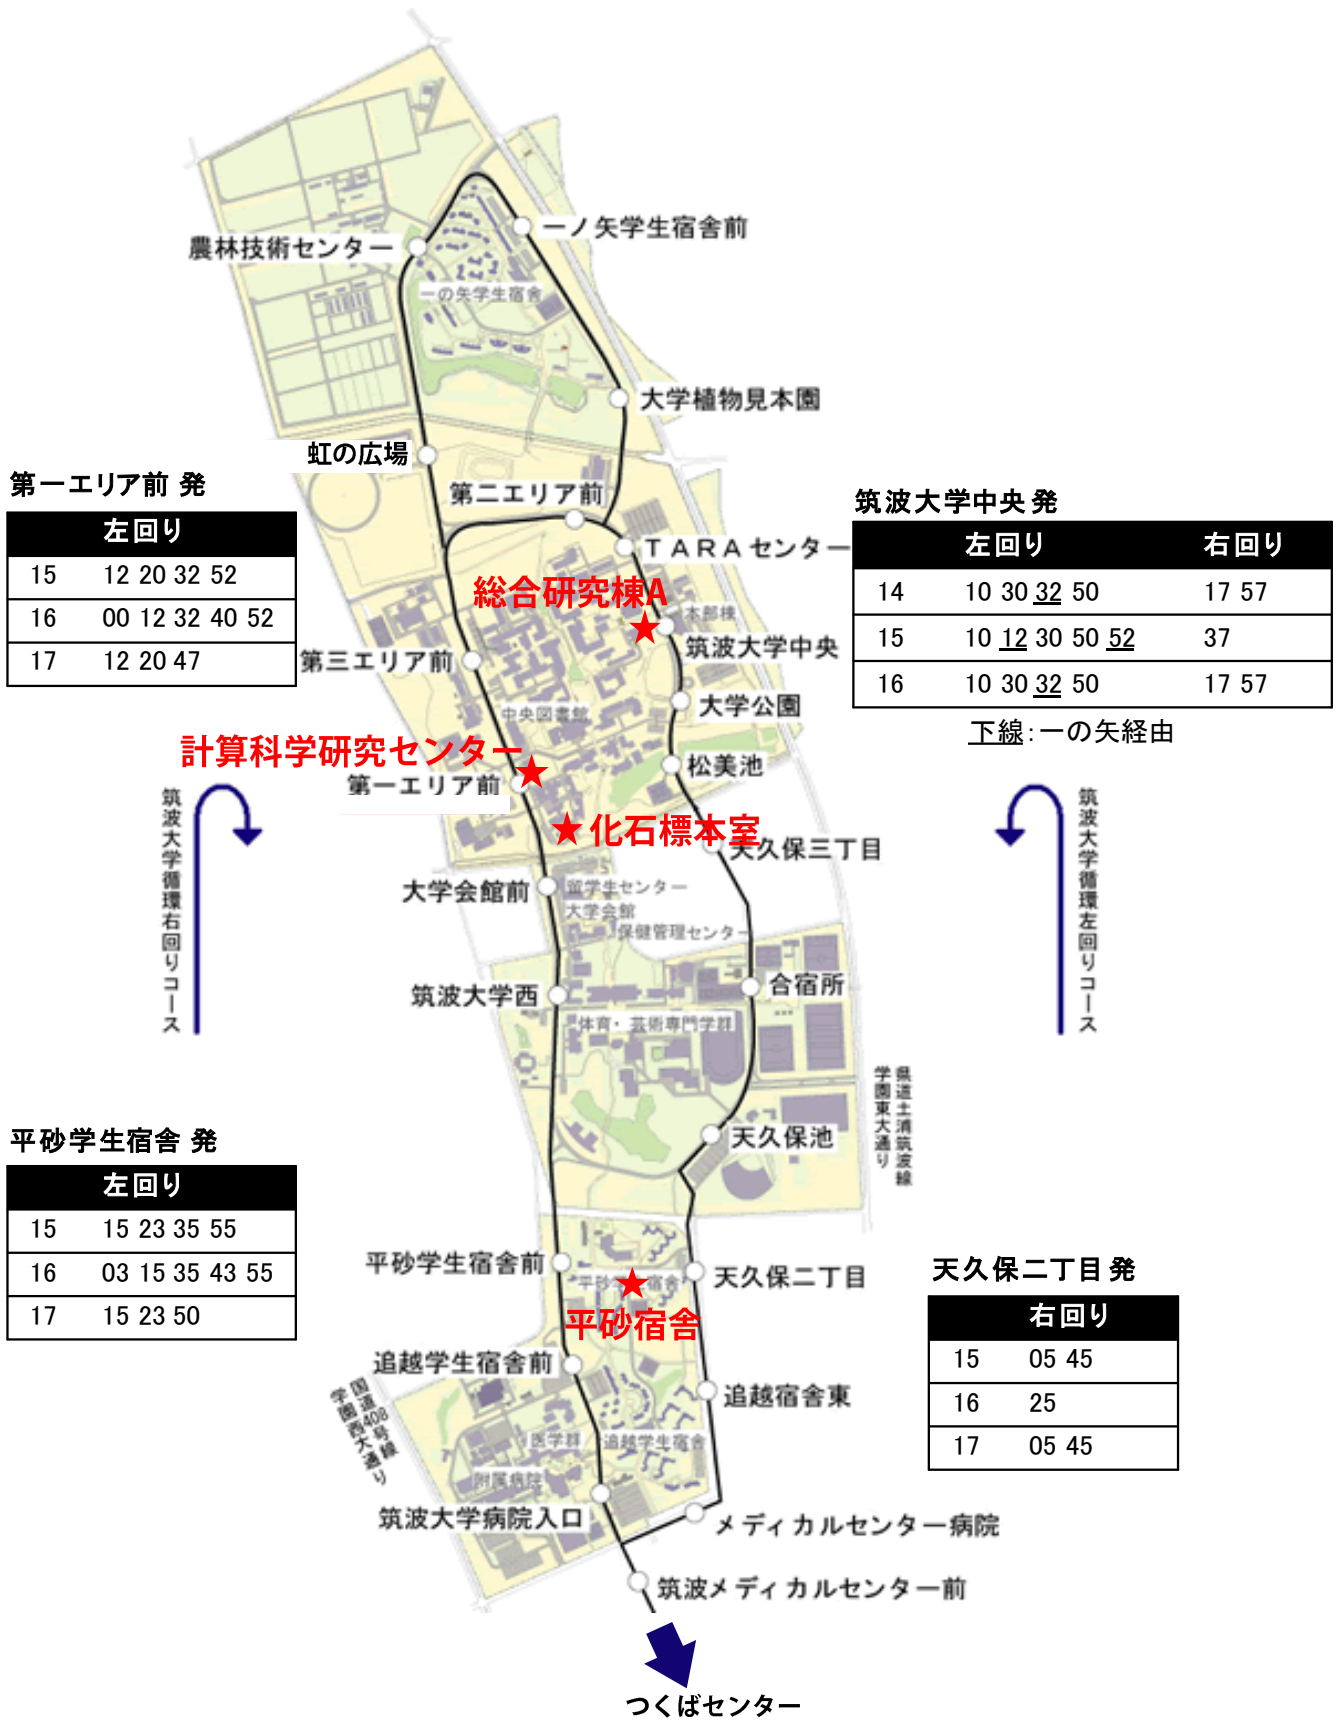 一ノ矢学生宿舎前
農林技術センター
一の矢学生宿舎
大学植物見本園
虹の広場
第二エリア前
TARAセンター
第一エリア前 発
左回り
15 12 20 32 52
16 00 12 32 40 52
17 12 20 47
筑波大学中央 発
左回り 右回り
14 10 30 32 50 17 57
15 10 12 30 50 52 37
16 10 30 32 50 17 57
下線：一の矢経由
総合研究棟A
本部棟
筑波大学中央
第三エリア前
大学公園
中央図書館
計算科学研究センター
松美池
第一エリア前
化石標本室
天久保三丁目
筑波大学循環右回りコース
筑波大学循環左回りコース
大学会館前
留学生センター
大学会館
保健管理センター
筑波大学西
合宿所
体育・芸術専門学群
県道土浦筑波線
学園東大通り
天久保池
平砂学生宿舎 発
左回り
15 15 23 35 55
16 03 15 35 43 55
17 15 23 50
平砂学生宿舎前
平砂学生宿舎
天久保二丁目
平砂宿舎
天久保二丁目 発
右回り
15 05 45
16 25
17 05 45
追越学生宿舎前
追越宿舎東
国道408号線
学園西大通り
医学群
追越学生宿舎
附属病院
筑波大学病院入口
メディカルセンター病院
筑波メディカルセンター前
つくばセンター